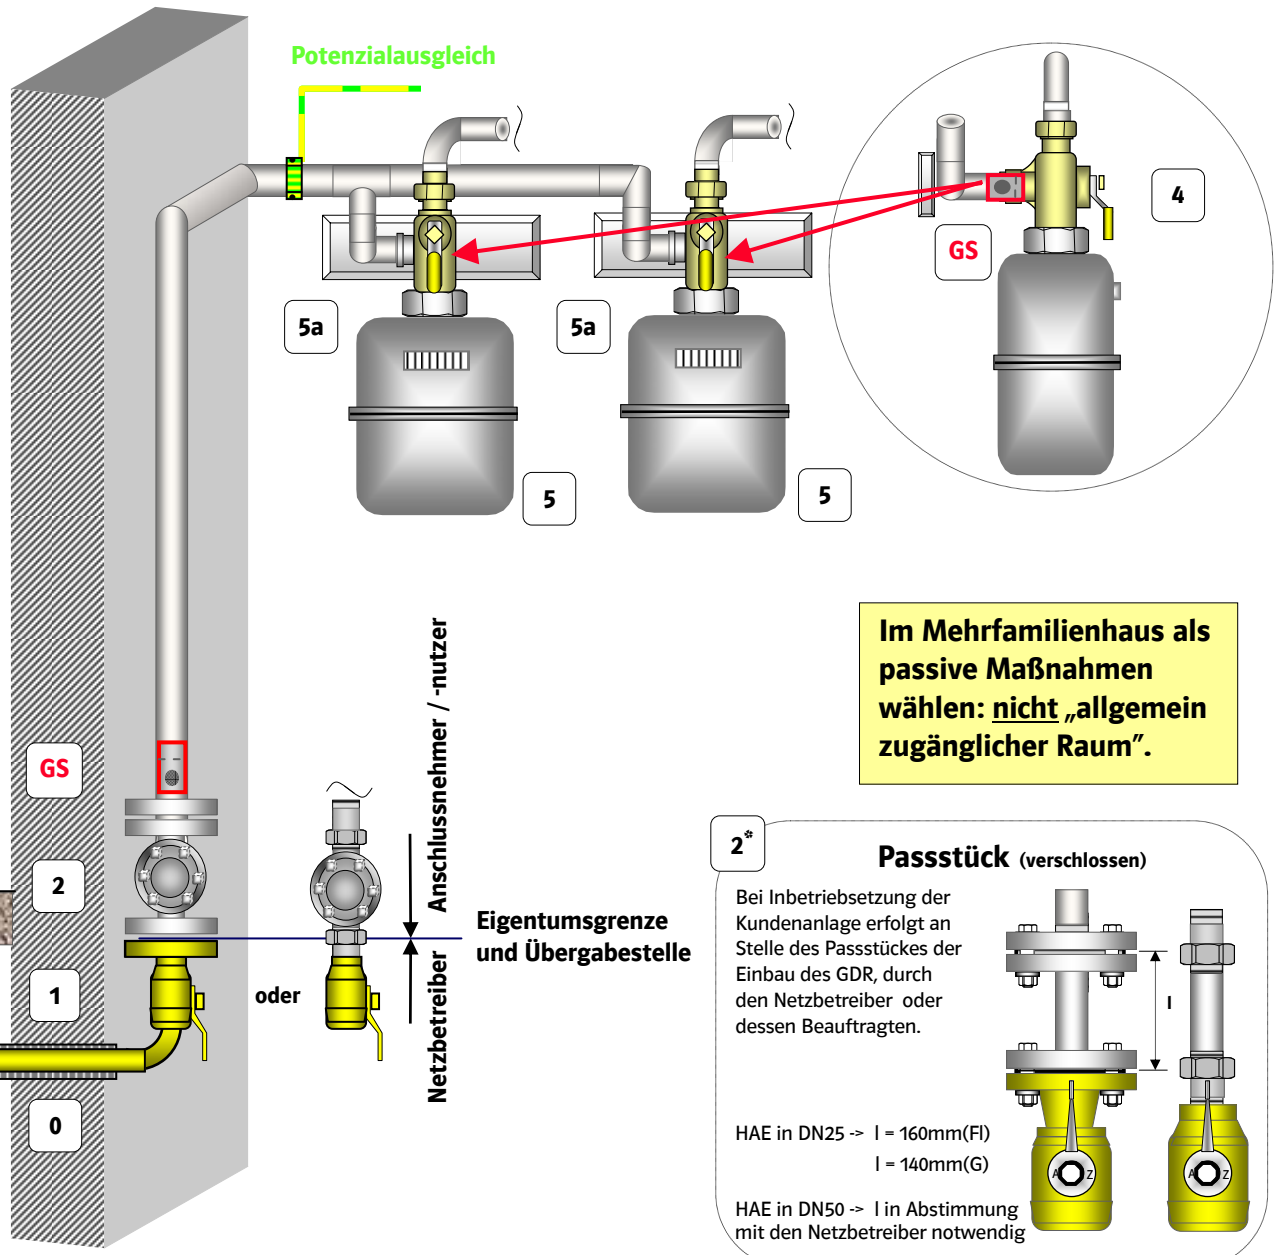 Potenzialausgleich
4
GS
5a
5a
5
5
Im Mehrfamilienhaus als
passive Maßnahmen
wählen: nicht „allgemein
zugänglicher Raum”.
GS
2
1
0
oder
Anschlussnehmer / -nutzer
Netzbetreiber
Eigentumsgrenze
und Übergabestelle
2*
Passstück (verschlossen)
Bei Inbetriebsetzung der
Kundenanlage erfolgt an
Stelle des Passstückes der
Einbau des GDR, durch
den Netzbetreiber oder
dessen Beauftragten.
l
HAE in DN25 -> l = 160mm(Fl)
l = 140mm(G)
HAE in DN50 -> l in Abstimmung
mit den Netzbetreiber notwendig
A Z
A Z